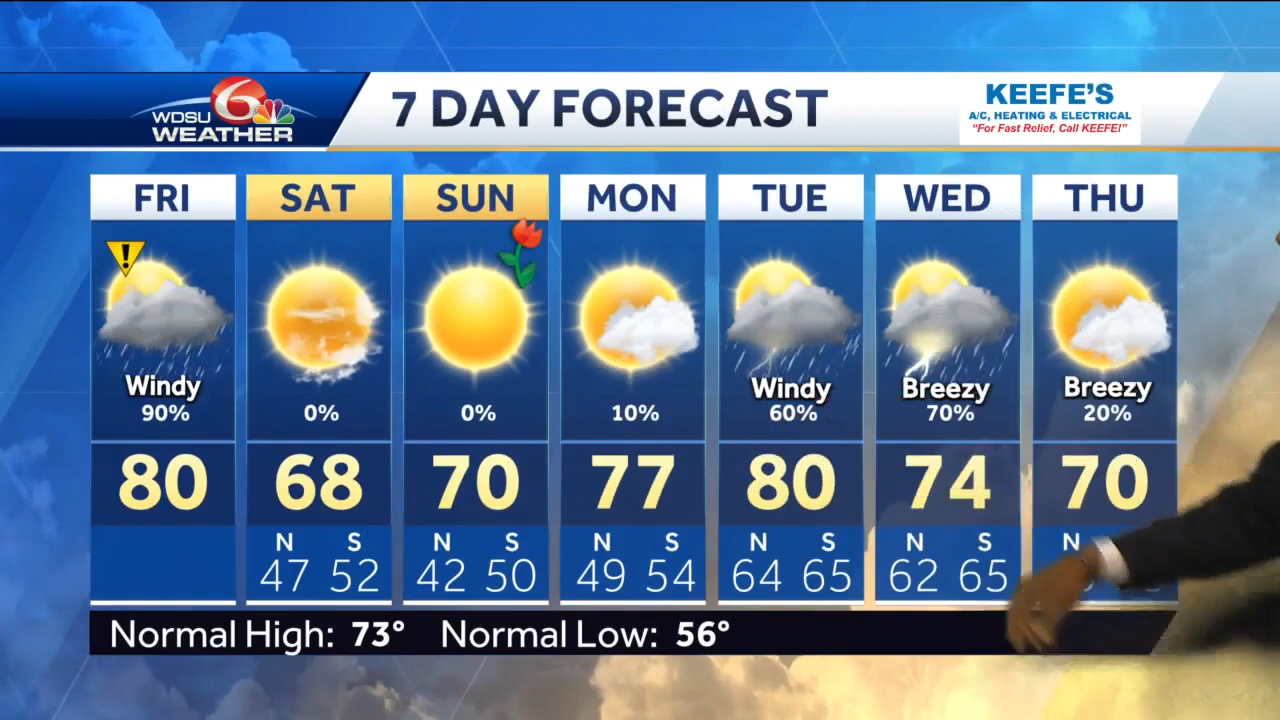 WDSU 6
WEATHER
7 DAY FORECAST
KEEFE'S
A/C, HEATING & ELECTRICAL
"For Fast Relief, Call KEEFE!"
FRI SAT SUN MON TUE WED THU
!
Windy Windy Breezy Breezy
90% 0% 0% 10% 60% 70% 20%
80 68 70 77 80 74 70
N S N S N S N S N S N
47 52 42 50 49 54 64 65 62 65
Normal High: 73° Normal Low: 56°